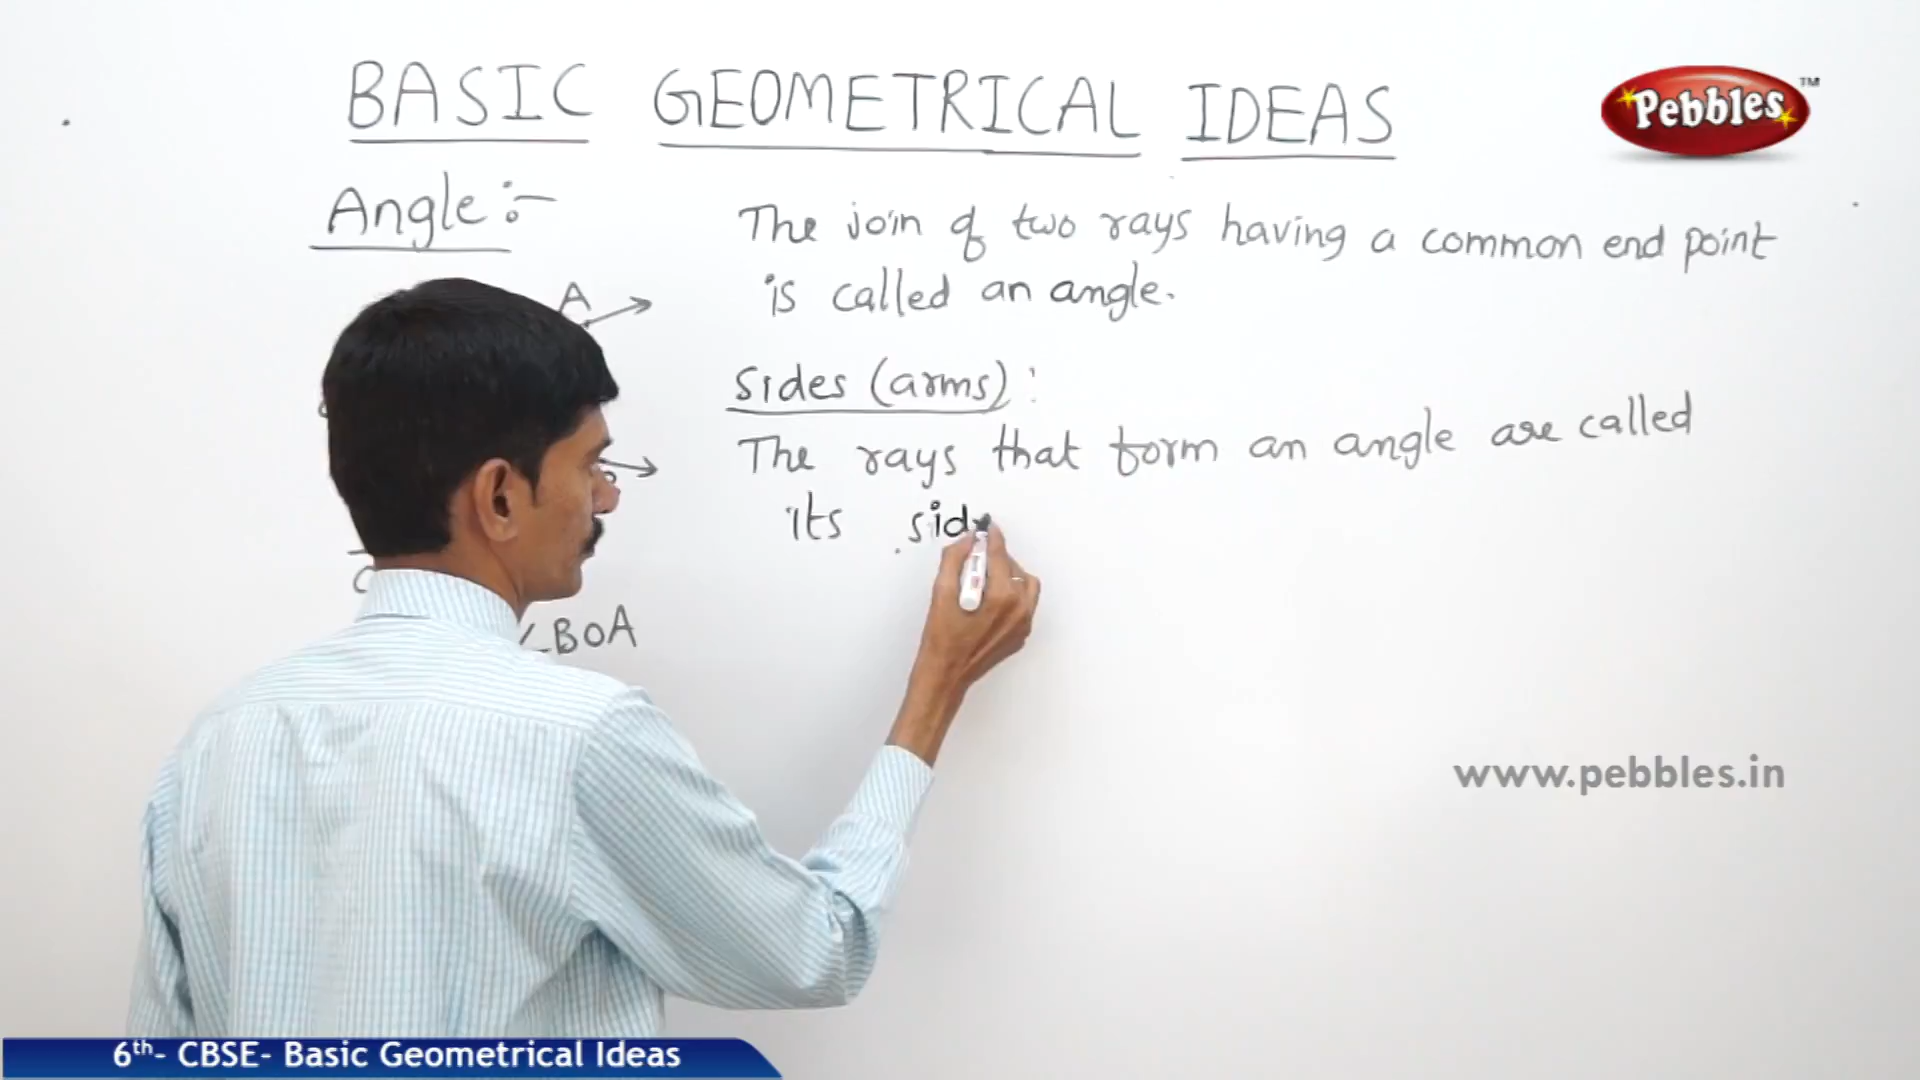 BASIC GEOMETRICAL IDEAS
Pebbles™
Angle :-
The join of two rays having a common end point
is called an angle.
A
Sides (arms) :
The rays that form an angle are called
its sid
∠BOA
www.pebbles.in
6th- CBSE- Basic Geometrical Ideas